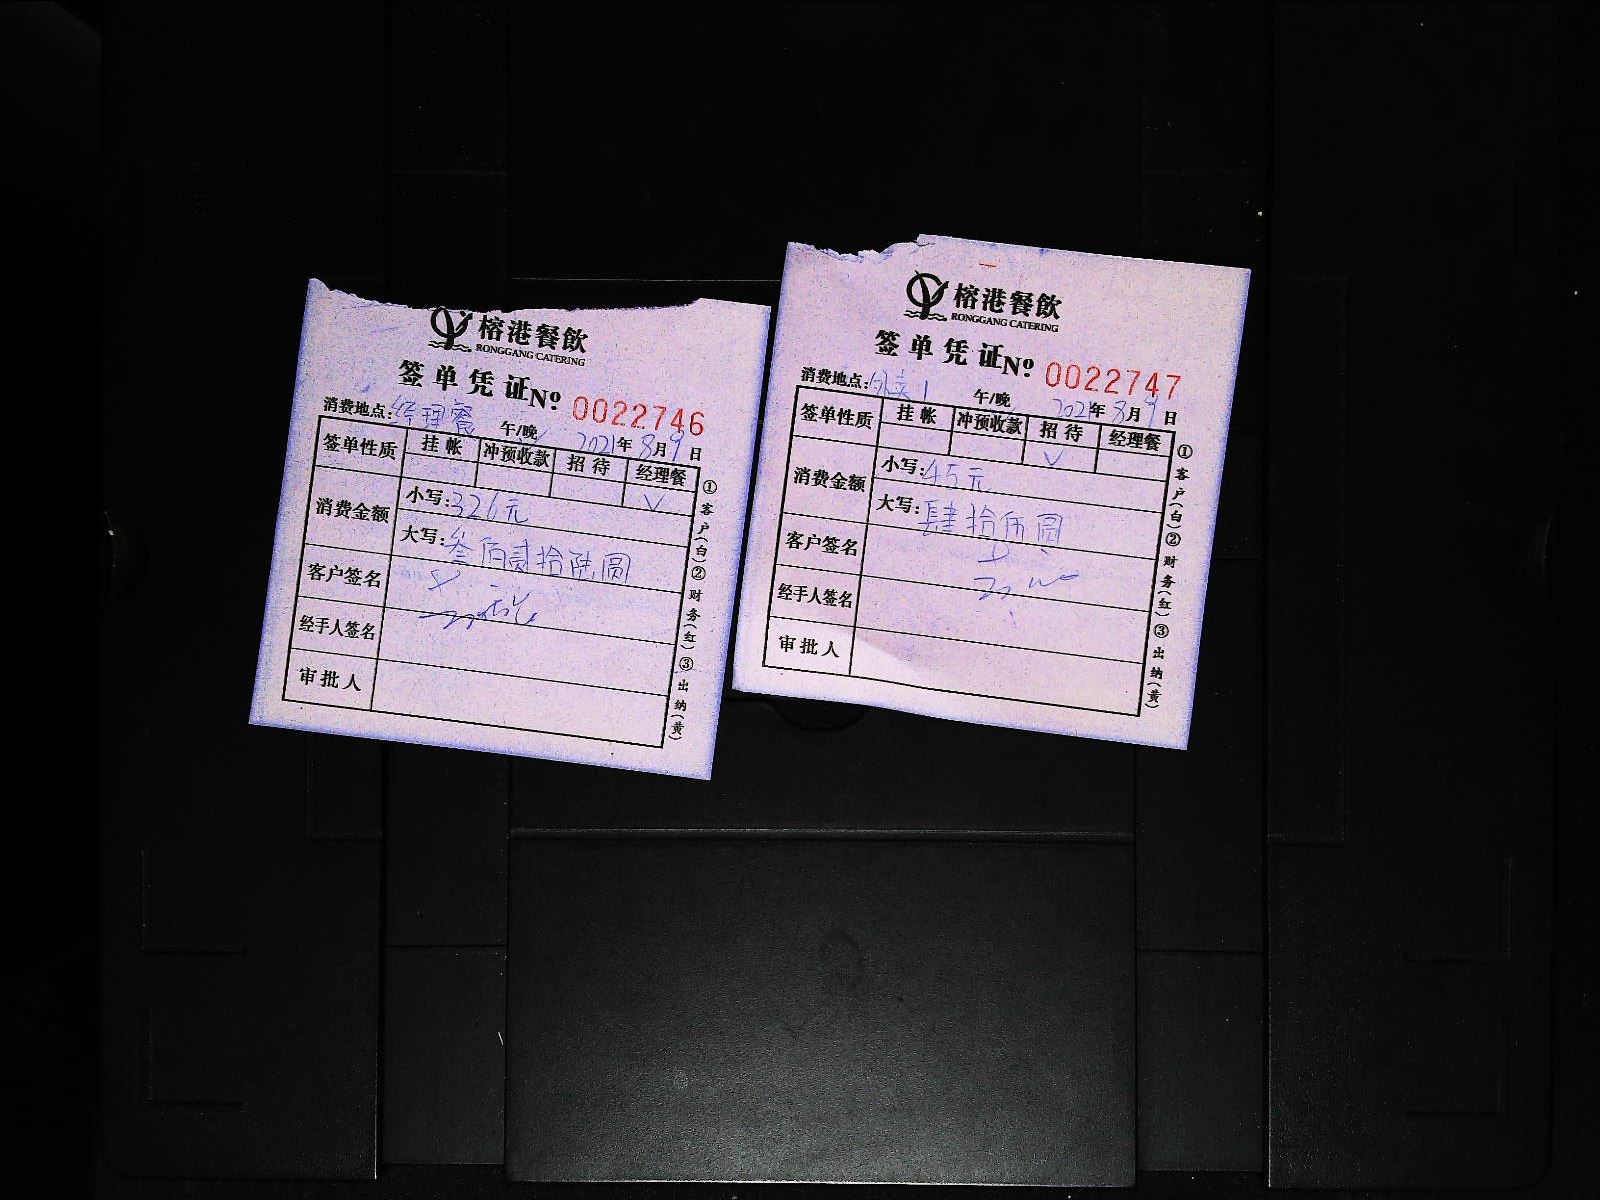 榕港餐飲
RONGGANG CATERING
签单凭证№ 0022746
消费地点:经理餐 午/晚 2021年8月9日
签单性质 挂帐 冲预收款 招待 经理餐
√
消费金额 小写:326元
大写:叁佰贰拾陆圆
客户签名
经手人签名
审批人
①客户(白)②财务(红)③出纳(黄)
榕港餐飲
RONGGANG CATERING
签单凭证№ 0022747
消费地点:外卖1 午/晚 2021年8月9日
签单性质 挂帐 冲预收款 招待 经理餐
√
消费金额 小写:45元
大写:肆拾伍圆
客户签名
经手人签名
审批人
①客户(白)②财务(红)③出纳(黄)